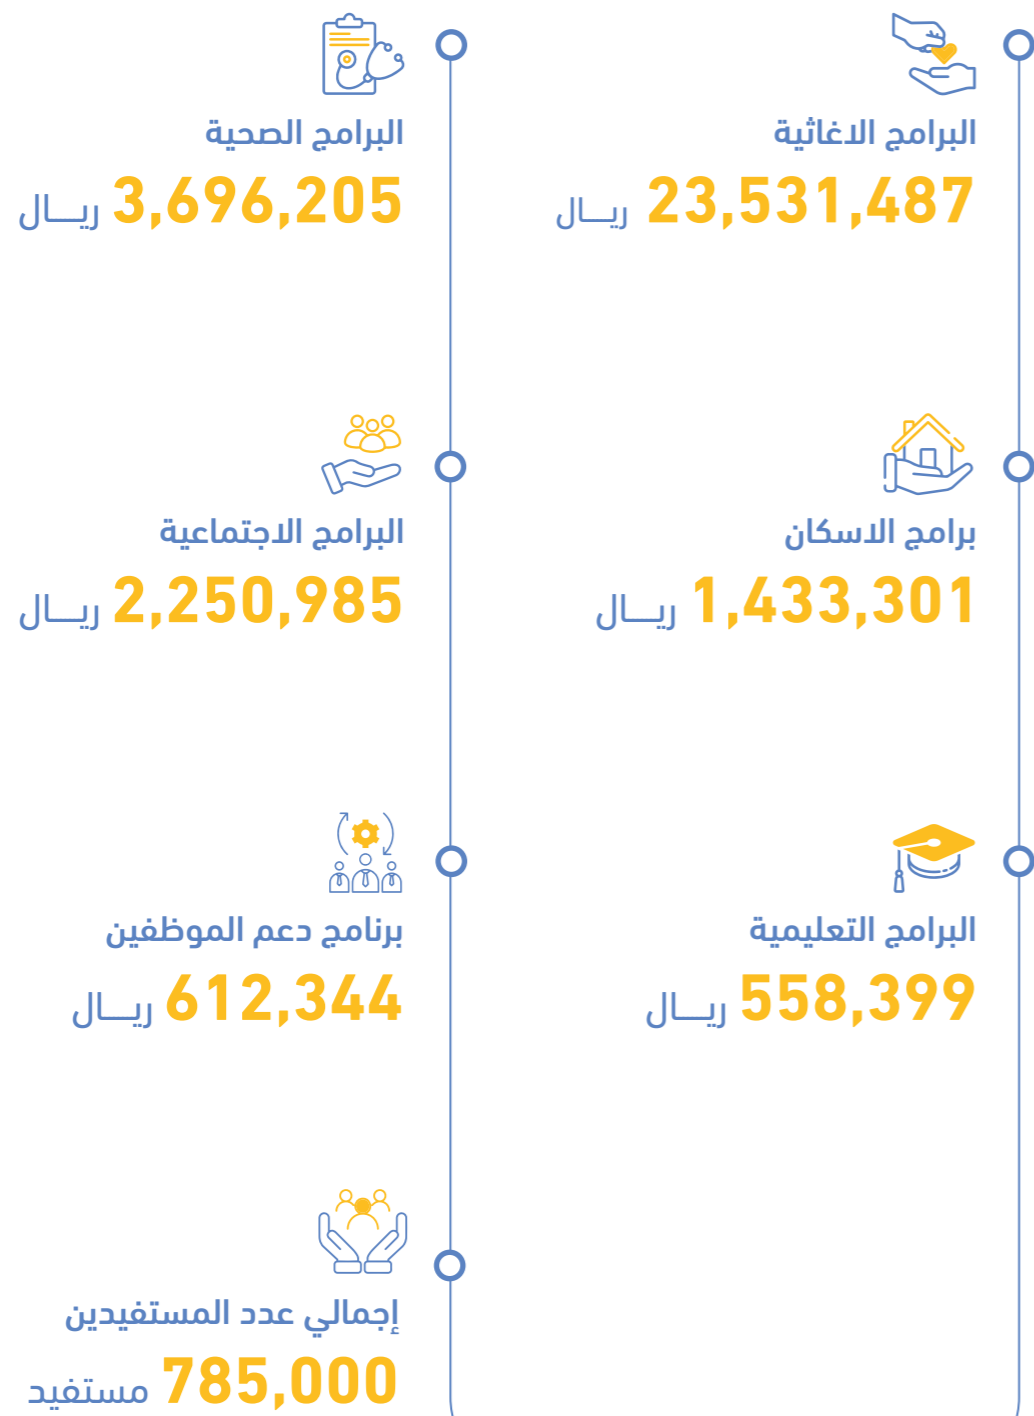 البرامج الاغاثية
23,531,487 ريـــال
البرامج الصحية
3,696,205 ريـــال
برامج الاسكان
1,433,301 ريـــال
البرامج الاجتماعية
2,250,985 ريـــال
البرامج التعليمية
558,399 ريـــال
برنامج دعم الموظفين
612,344 ريـــال
إجمالي عدد المستفيدين
785,000 مستفيد